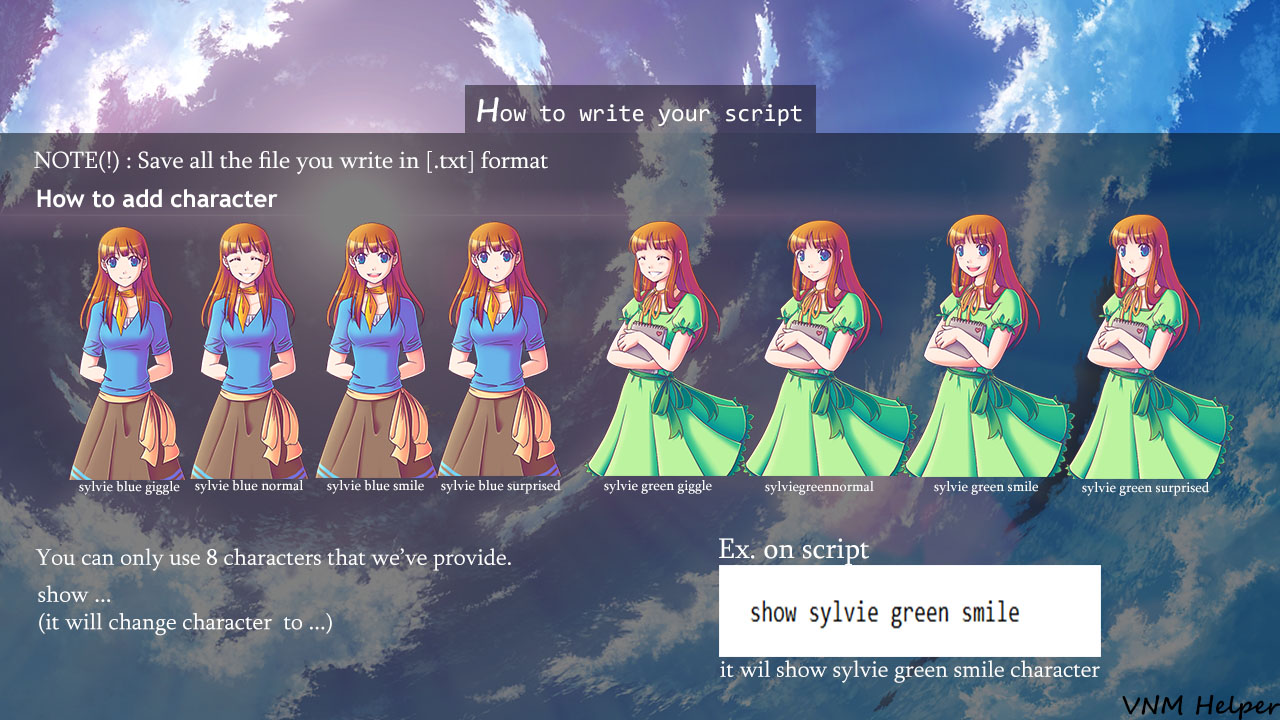 How to write your script
NOTE(!) : Save all the file you write in [.txt] format
How to add character
sylvie blue giggle
sylvie blue normal
sylvie blue smile
sylvie blue surprised
sylvie green giggle
sylviegreennormal
sylvie green smile
sylvie green surprised
You can only use 8 characters that we’ve provide.
show ...
(it will change character  to ...)
Ex. on script
show sylvie green smile
it wil show sylvie green smile character
VNM Helper